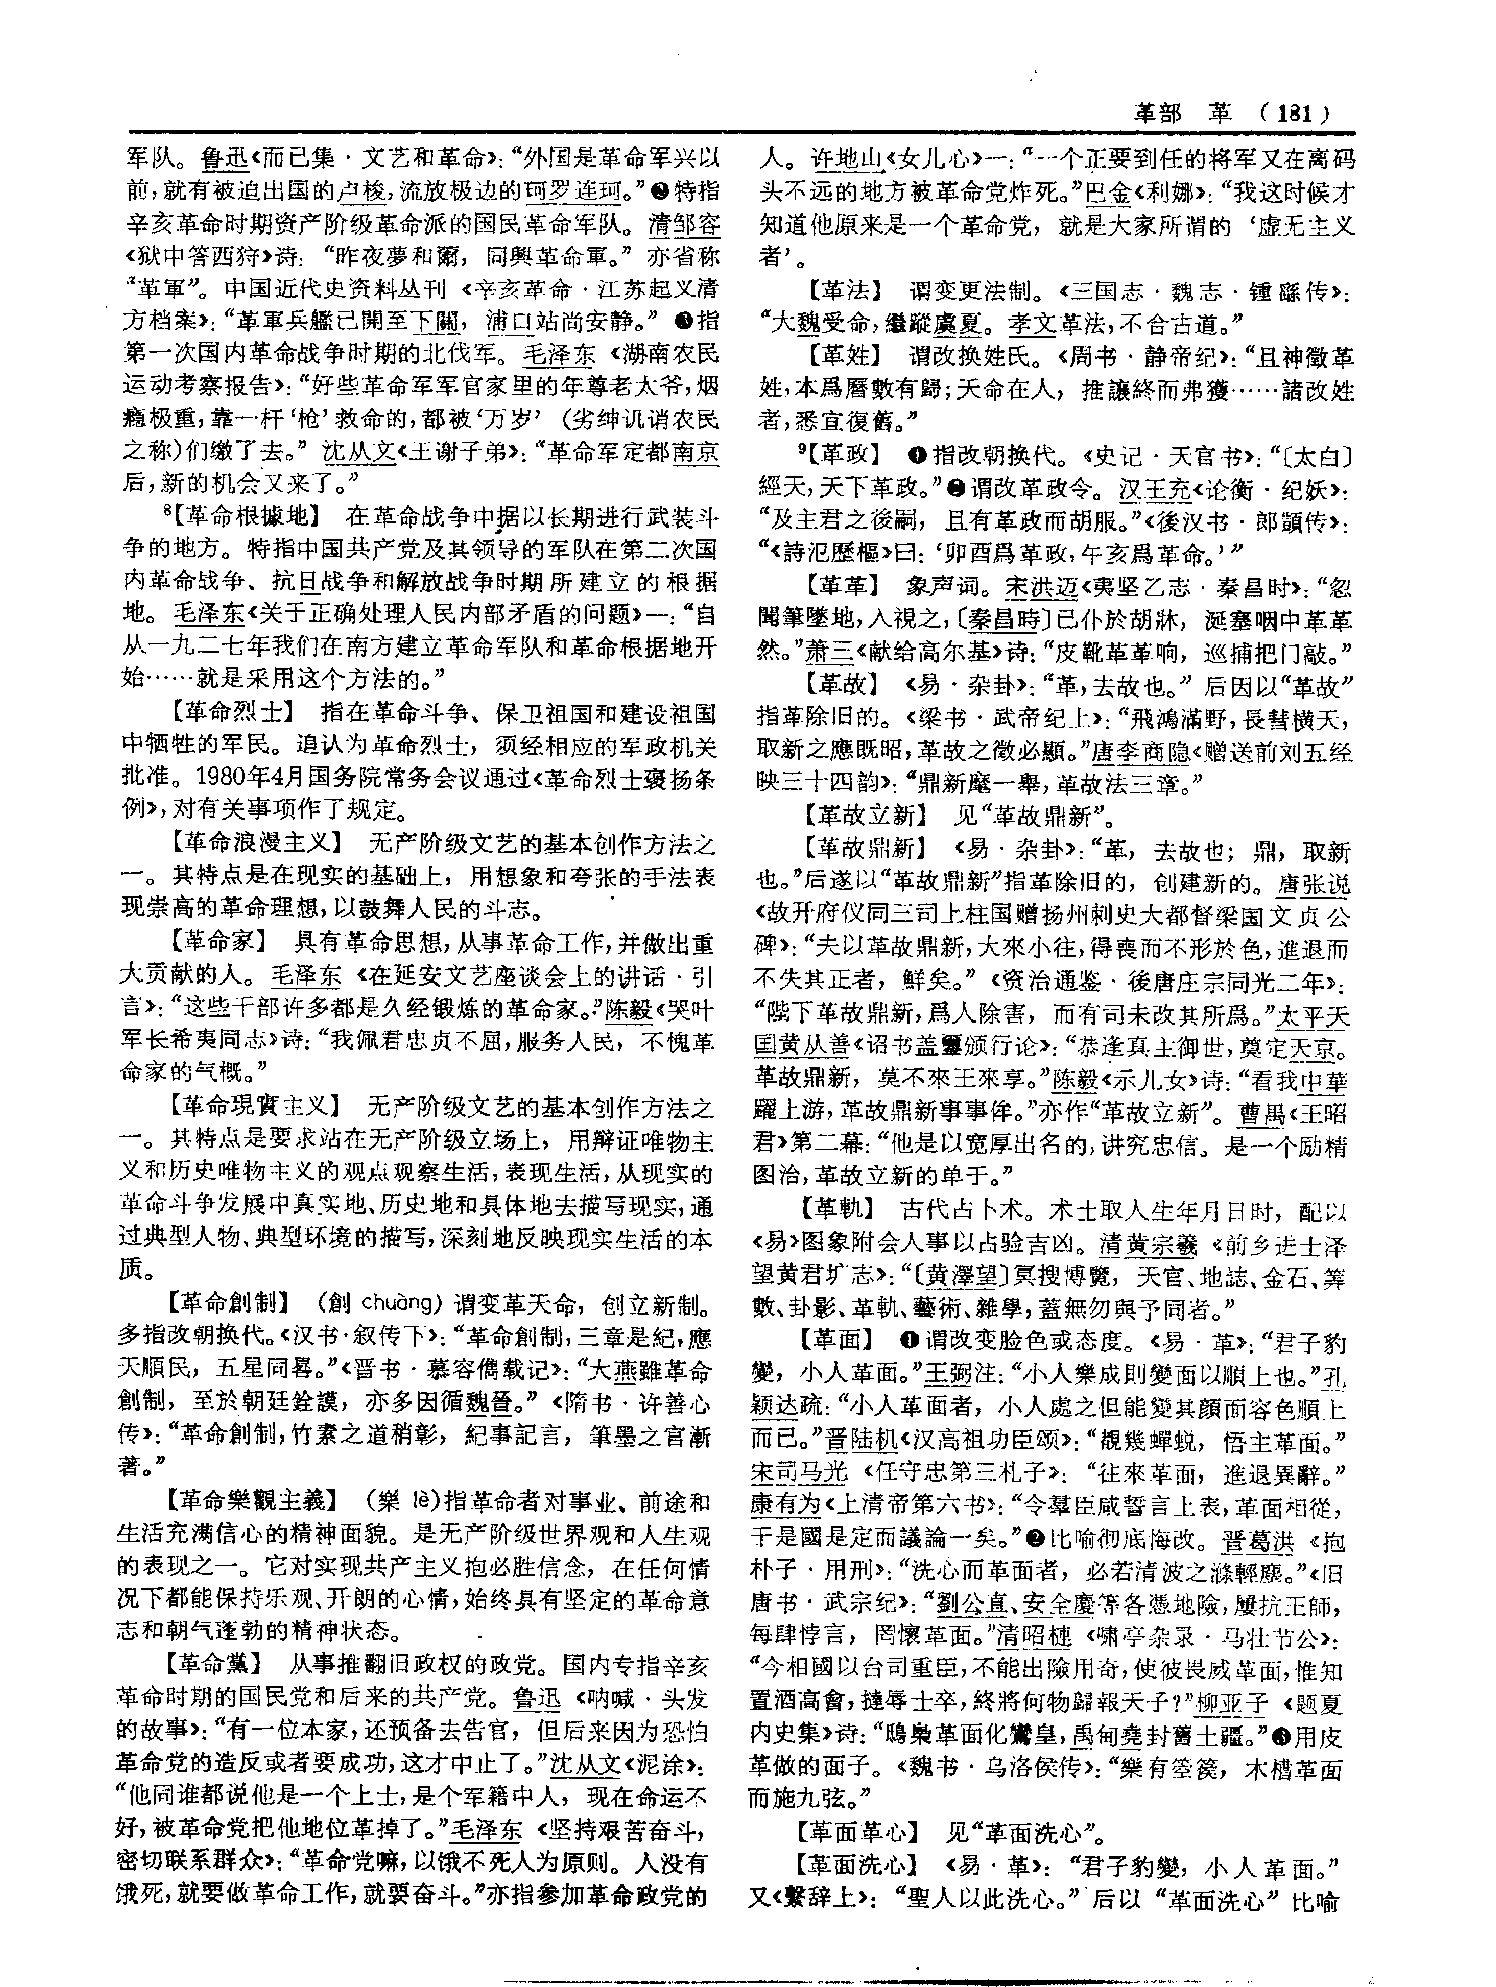 革部 革 (181)
军队。鲁迅《而已集·文艺和革命》：“外国是革命军兴以
前，就有被迫出国的卢梭，流放极边的珂罗连珂。”❷特指
辛亥革命时期资产阶级革命派的国民革命军队。清邹容
《狱中答西狩》诗：“昨夜夢和爾，同興革命軍。”亦省称
“革軍”。中国近代史资料丛刊《辛亥革命·江苏起义清
方档案》：“革軍兵艦已開至下關，浦口站尚安静。”❸指
第一次国内革命战争时期的北伐军。毛泽东《湖南农民
运动考察报告》：“好些革命军军官家里的年尊老太爷，烟
瘾极重，靠一杆‘枪’救命的，都被‘万岁’（劣绅讥诮农民
之称）们缴了去。”沈从文《王谢子弟》：“革命军定都南京
后，新的机会又来了。”
8【革命根據地】 在革命战争中据以长期进行武装斗
争的地方。特指中国共产党及其领导的军队在第二次国
内革命战争、抗日战争和解放战争时期所建立的根据
地。毛泽东《关于正确处理人民内部矛盾的问题》一：“自
从一九二七年我们在南方建立革命军队和革命根据地开
始……就是采用这个方法的。”
【革命烈士】 指在革命斗争、保卫祖国和建设祖国
中牺牲的军民。追认为革命烈士，须经相应的军政机关
批准。1980年4月国务院常务会议通过《革命烈士褒扬条
例》，对有关事项作了规定。
【革命浪漫主义】 无产阶级文艺的基本创作方法之
一。其特点是在现实的基础上，用想象和夸张的手法表
现崇高的革命理想，以鼓舞人民的斗志。
【革命家】 具有革命思想，从事革命工作，并做出重
大贡献的人。毛泽东《在延安文艺座谈会上的讲话·引
言》：“这些干部许多都是久经锻炼的革命家。”陈毅《哭叶
军长希夷同志》诗：“我佩君忠贞不屈，服务人民，不愧革
命家的气概。”
【革命現實主义】 无产阶级文艺的基本创作方法之
一。其特点是要求站在无产阶级立场上，用辩证唯物主
义和历史唯物主义的观点观察生活，表现生活，从现实的
革命斗争发展中真实地、历史地和具体地去描写现实，通
过典型人物、典型环境的描写，深刻地反映现实生活的本
质。
【革命創制】 （創 chuàng）谓变革天命，创立新制。
多指改朝换代。《汉书·叙传下》：“革命創制，三章是紀，應
天順民，五星同晷。”《晋书·慕容儁载记》：“大燕雖革命
創制，至於朝廷銓謨，亦多因循魏晉。”《隋书·许善心
传》：“革命創制，竹素之道稍彰，紀事記言，筆墨之官漸
著。”
【革命樂觀主義】 （樂 lè）指革命者对事业、前途和
生活充满信心的精神面貌。是无产阶级世界观和人生观
的表现之一。它对实现共产主义抱必胜信念，在任何情
况下都能保持乐观、开朗的心情，始终具有坚定的革命意
志和朝气蓬勃的精神状态。
【革命黨】 从事推翻旧政权的政党。国内专指辛亥
革命时期的国民党和后来的共产党。鲁迅《呐喊·头发
的故事》：“有一位本家，还预备去告官，但后来因为恐怕
革命党的造反或者要成功，这才中止了。”沈从文《泥涂》：
“他同谁都说他是一个上士，是个军籍中人，现在命运不
好，被革命党把他地位革掉了。”毛泽东《坚持艰苦奋斗，
密切联系群众》：“革命党嘛，以饿不死人为原则。人没有
饿死，就要做革命工作，就要奋斗。”亦指参加革命政党的
人。许地山《女儿心》一：“一个正要到任的将军又在离码
头不远的地方被革命党炸死。”巴金《利娜》：“我这时候才
知道他原来是一个革命党，就是大家所谓的‘虚无主义
者’。
【革法】 谓变更法制。《三国志·魏志·锺繇传》：
“大魏受命，繼蹤虞夏。孝文革法，不合古道。”
【革姓】 谓改换姓氏。《周书·静帝纪》：“且神徵革
姓，本爲曆數有歸；天命在人，推讓終而弗獲……諸改姓
者，悉宜復舊。”
9【革政】 ❶指改朝换代。《史记·天官书》：“〔太白〕
經天，天下革政。”❷谓改革政令。汉王充《论衡·纪妖》：
“及主君之後嗣，且有革政而胡服。”《後汉书·郎顗传》：
“《詩氾歷樞》曰：‘卯酉爲革政，午亥爲革命。’”
【革革】 象声词。宋洪迈《夷坚乙志·秦昌时》：“忽
聞筆墜地，入視之，〔秦昌時〕已仆於胡牀，涎塞咽中革革
然。”萧三《献给高尔基》诗：“皮靴革革响，巡捕把门敲。”
【革故】 《易·杂卦》：“革，去故也。”后因以“革故”
指革除旧的。《梁书·武帝纪上》：“飛鴻滿野，長彗横天，
取新之應既昭，革故之徵必顯。”唐李商隐《赠送前刘五经
映三十四韵》：“鼎新麾一舉，革故法三章。”
【革故立新】 见“革故鼎新”。
【革故鼎新】 《易·杂卦》：“革，去故也；鼎，取新
也。”后遂以“革故鼎新”指革除旧的，创建新的。唐张说
《故开府仪同三司上柱国赠扬州刺史大都督梁国文贞公
碑》：“夫以革故鼎新，大來小往，得喪而不形於色，進退而
不失其正者，鮮矣。”《资治通鉴·後唐庄宗同光二年》：
“陛下革故鼎新，爲人除害，而有司未改其所爲。”太平天
国黄从善《诏书盖璽颁行论》：“恭逢真主御世，奠定天京。
革故鼎新，莫不來王來享。”陈毅《示儿女》诗：“看我中華
躍上游，革故鼎新事事侔。”亦作“革故立新”。曹禺《王昭
君》第二幕：“他是以宽厚出名的，讲究忠信。是一个励精
图治，革故立新的单于。”
【革軌】 古代占卜术。术士取人生年月日时，配以
《易》图象附会人事以占验吉凶。清黄宗羲《前乡进士泽
望黄君圹志》：“〔黄澤望〕冥搜博覽，天官、地誌、金石、筭
數、卦影、革軌、藝術、雜學，蓋無勿與予同者。”
【革面】 ❶谓改变脸色或态度。《易·革》：“君子豹
變，小人革面。”王弼注：“小人樂成則變面以順上也。”孔
颖达疏：“小人革面者，小人處之但能變其顔面容色順上
而已。”晋陆机《汉高祖功臣颂》：“覩幾蟬蜕，悟主革面。”
宋司马光《任守忠第三札子》：“往來革面，進退異辭。”
康有为《上清帝第六书》：“令羣臣咸誓言上表，革面相從，
于是國是定而議論一矣。”❷比喻彻底悔改。晋葛洪《抱
朴子·用刑》：“洗心而革面者，必若清波之滌輕塵。”《旧
唐书·武宗纪》：“劉公直、安全慶等各憑地險，屢抗王師，
每肆悖言，罔懷革面。”清昭梿《啸亭杂录·马壮节公》：
“今相國以台司重臣，不能出險用奇，使彼畏威革面，惟知
置酒高會，撻辱士卒，終將何物歸報天子？”柳亚子《题夏
内史集》诗：“鴟梟革面化鸞皇，禹甸堯封舊土疆。”❸用皮
革做的面子。《魏书·乌洛侯传》：“樂有箜篌，木槽革面
而施九弦。”
【革面革心】 见“革面洗心”。
【革面洗心】 《易·革》：“君子豹變，小人革面。”
又《繫辞上》：“聖人以此洗心。”后以“革面洗心”比喻